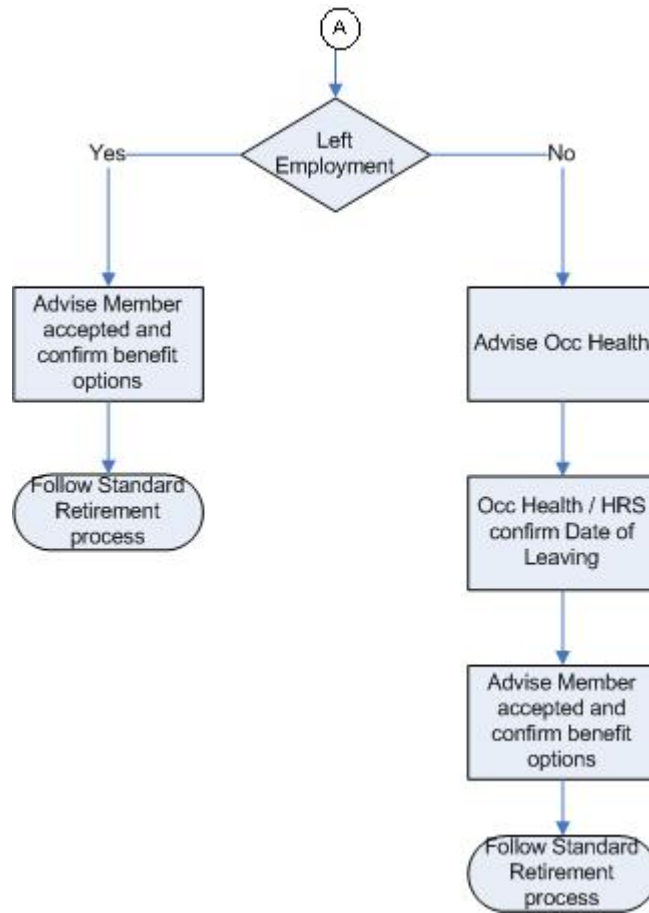 A
Left
Employment
Yes
No
Advise Member
accepted and
confirm benefit
options
Advise Occ Health
Follow Standard
Retirement
process
Occ Health / HRS
confirm Date of
Leaving
Advise Member
accepted and
confirm benefit
options
Follow Standard
Retirement
process